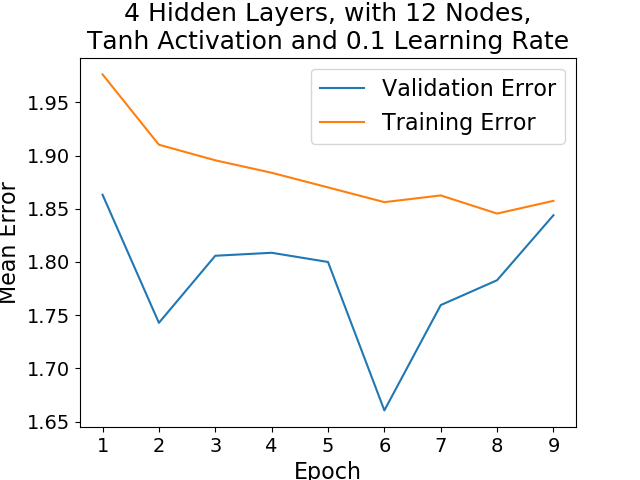 4 Hidden Layers, with 12 Nodes,
Tanh Activation and 0.1 Learning Rate
Validation Error
Training Error
1.95
1.90
1.85
1.80
1.75
1.70
1.65
Mean Error
1 2 3 4 5 6 7 8 9
Epoch